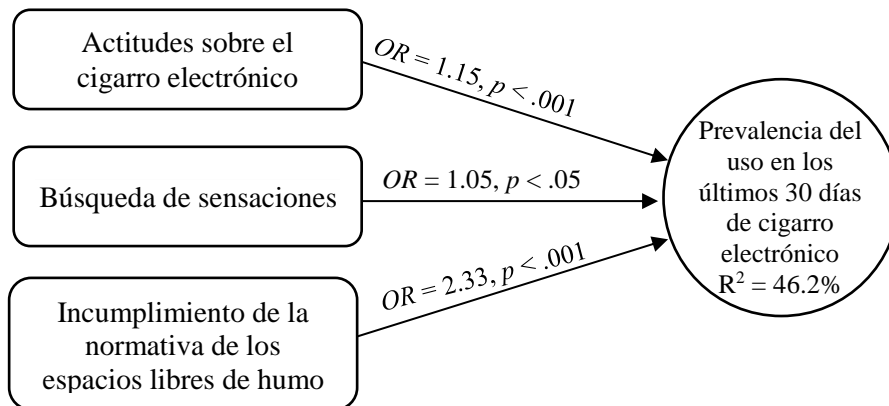 Actitudes sobre el
cigarro electrónico
OR = 1.15, p < .001
Búsqueda de sensaciones
OR = 1.05, p < .05
Incumplimiento de la
normativa de los
espacios libres de humo
OR = 2.33, p < .001
Prevalencia del
uso en los
últimos 30 días
de cigarro
electrónico
R² = 46.2%